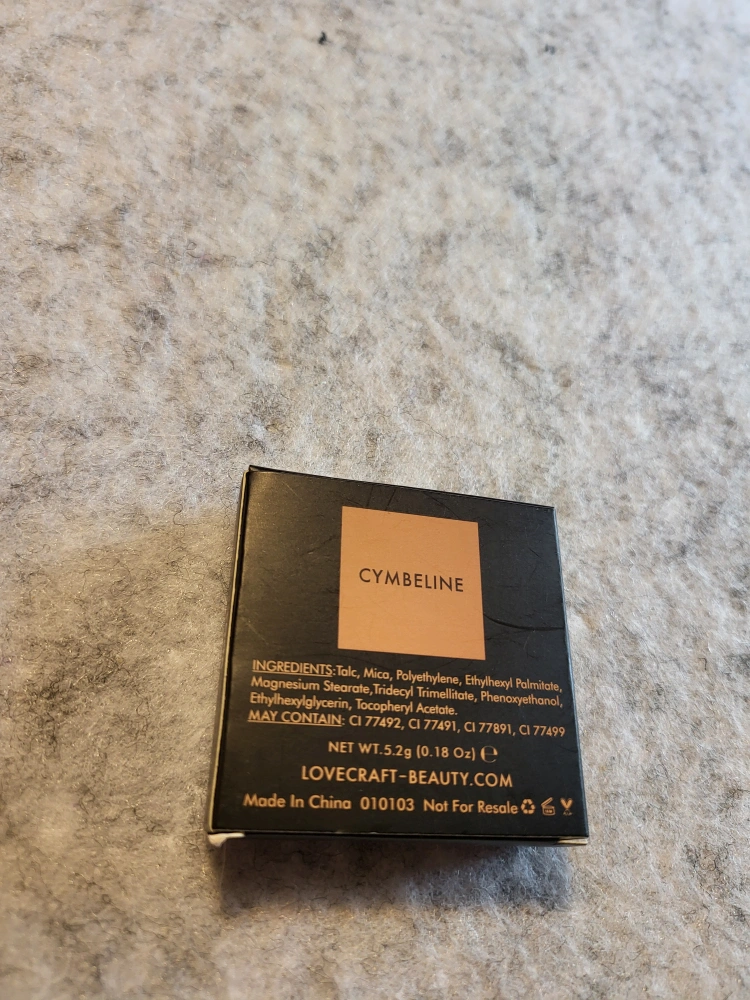 CYMBELINE
INGREDIENTS:Talc, Mica, Polyethylene, Ethylhexyl Palmitate,
Magnesium Stearate,Tridecyl Trimellitate, Phenoxyethanol,
Ethylhexylglycerin, Tocopheryl Acetate.
MAY CONTAIN: CI 77492, CI 77491, CI 77891, CI 77499
NET WT.5.2g (0.18 Oz) ℮
LOVECRAFT-BEAUTY.COM
Made In China 010103 Not For Resale